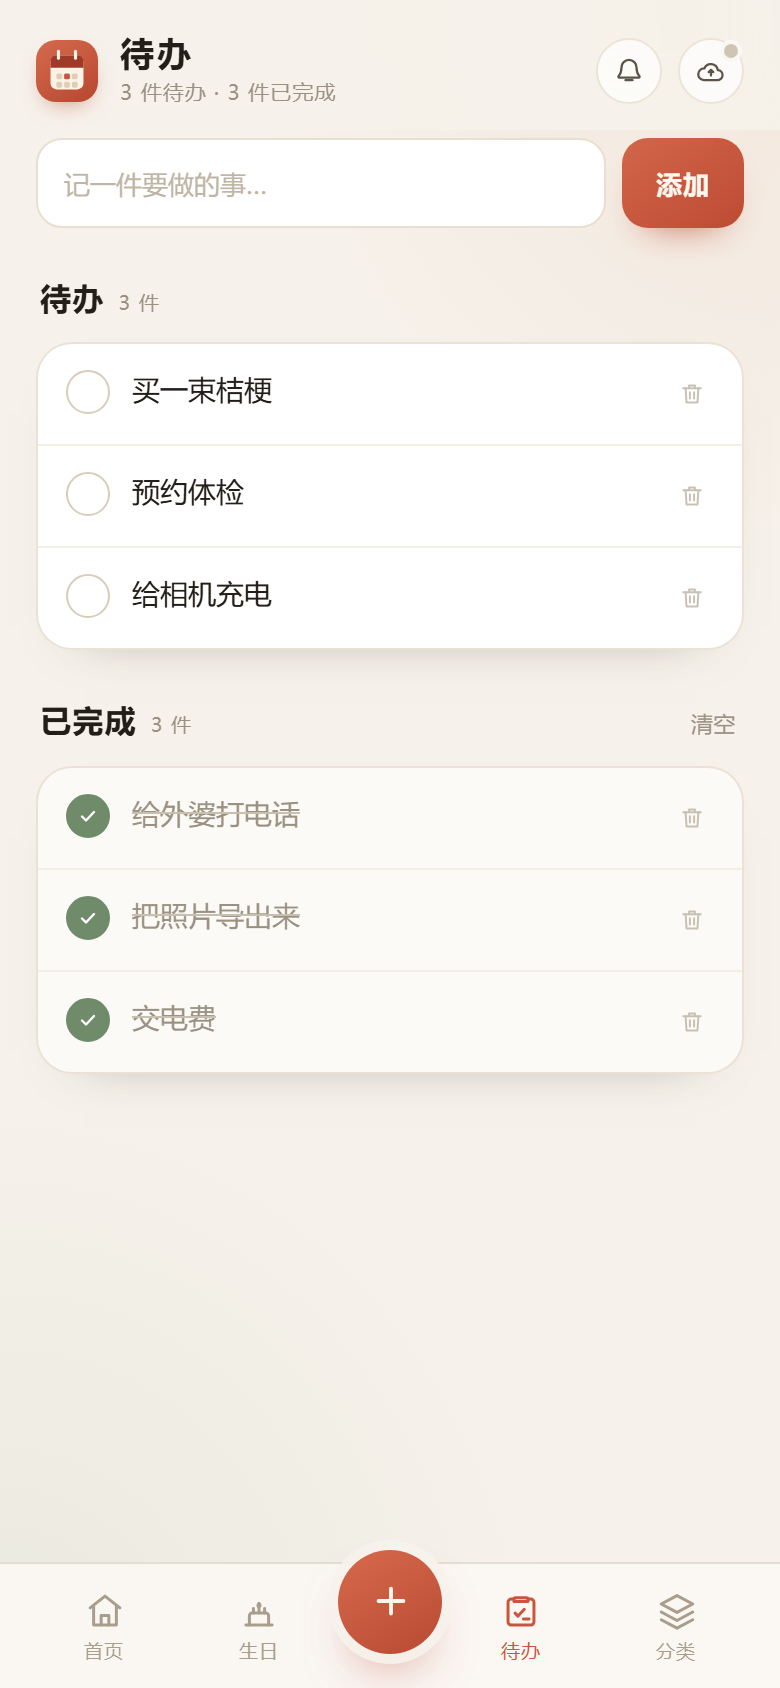 待办
3 件待办 · 3 件已完成
记一件要做的事...
添加
待办 3 件
买一束桔梗
预约体检
给相机充电
已完成 3 件 清空
给外婆打电话
把照片导出来
交电费
首页 生日 待办 分类